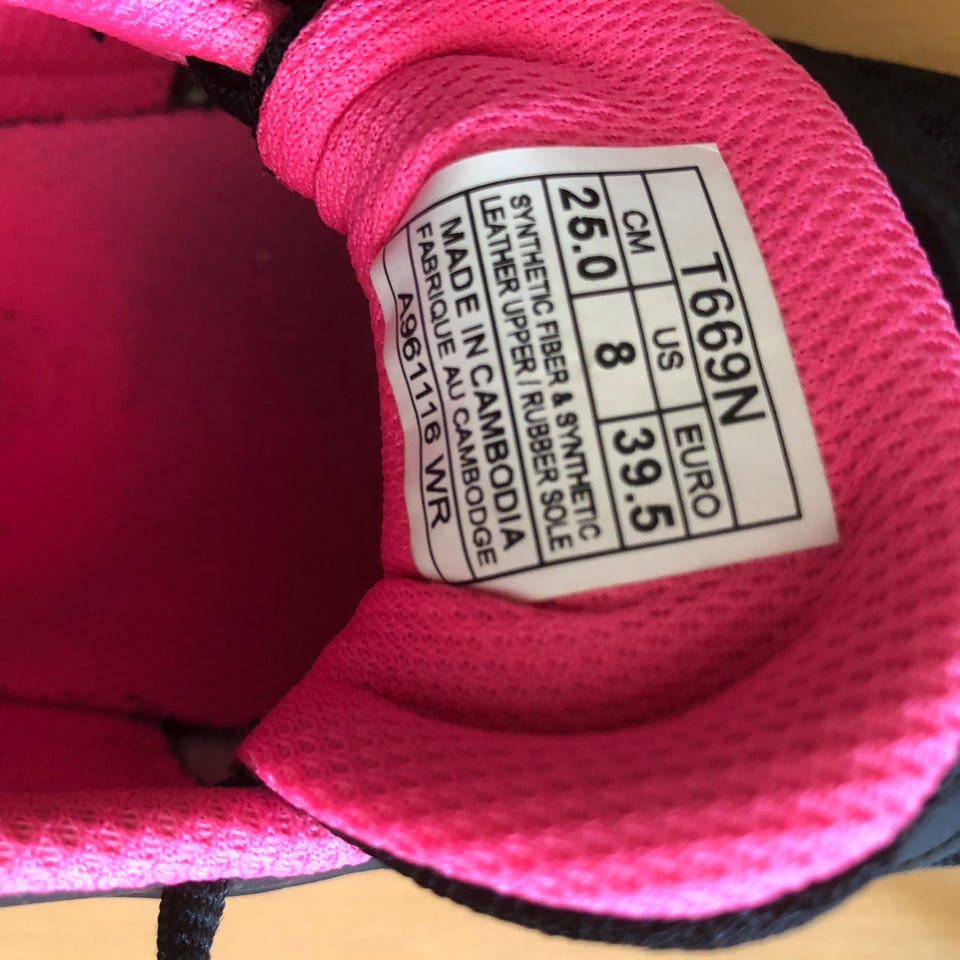 T669N
CM US EURO
25.0 8 39.5
SYNTHETIC FIBER & SYNTHETIC
LEATHER UPPER / RUBBER SOLE
MADE IN CAMBODIA
FABRIQUE AU CAMBODGE
A961116 WR